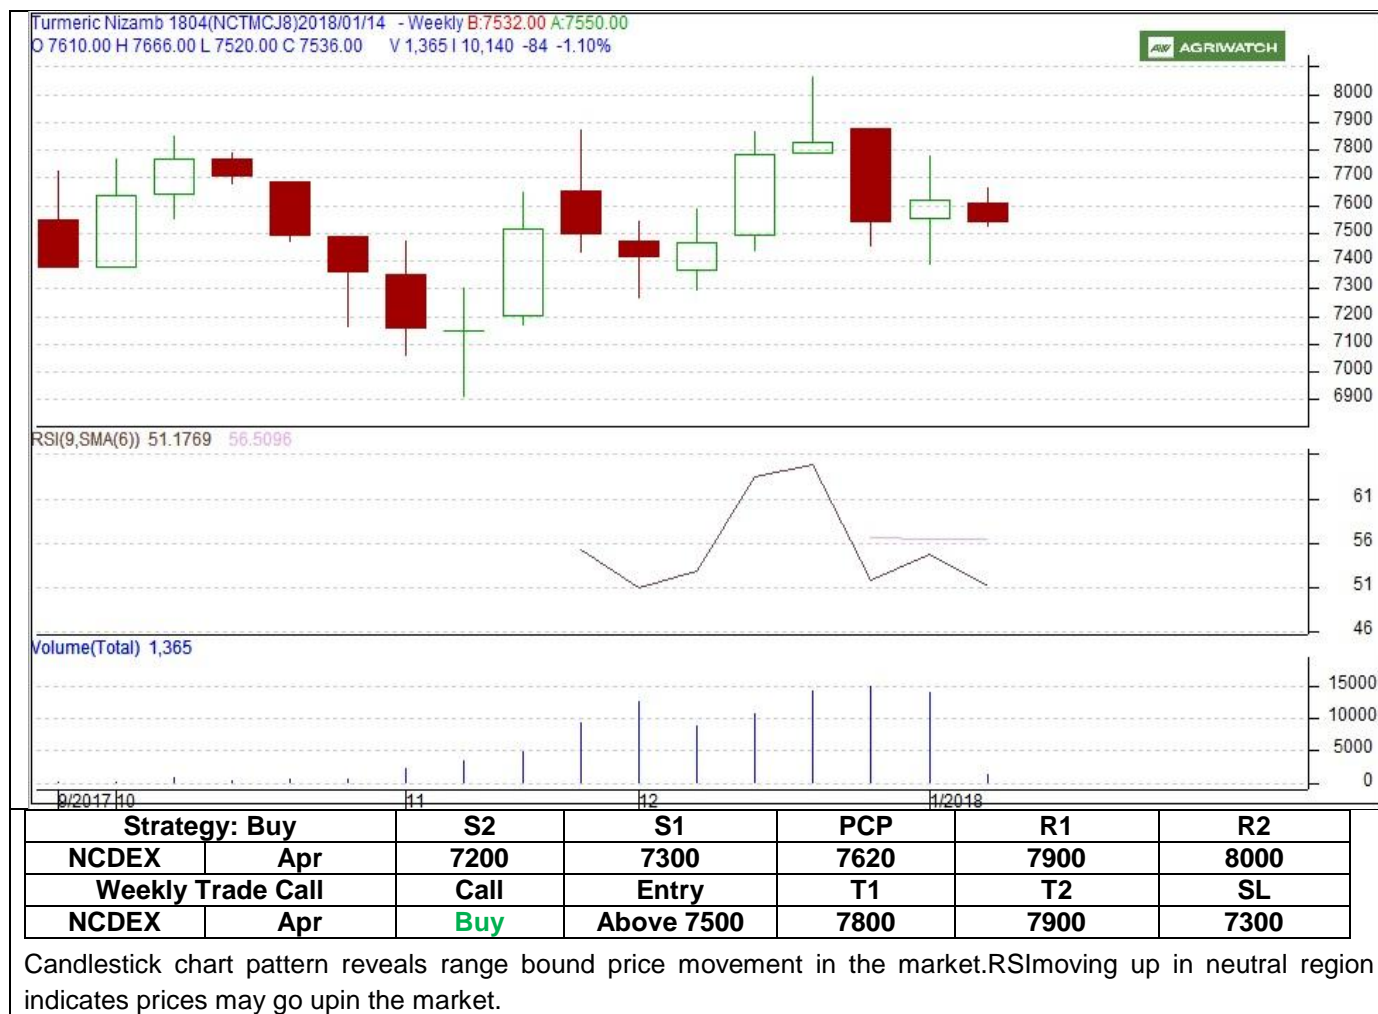 Turmeric Nizamb 1804(NCTMCJ8)2018/01/14 - Weekly B:7532.00 A:7550.00
O 7610.00 H 7666.00 L 7520.00 C 7536.00 V 1,365 I 10,140 -84 -1.10%
AW AGRIWATCH
8000
7900
7800
7700
7600
7500
7400
7300
7200
7100
7000
6900
RSI(9,SMA(6)) 51.1769 56.5096
61
56
51
46
Volume(Total) 1,365
15000
10000
5000
0
9/2017 10 11 12 1/2018
Strategy: Buy S2 S1 PCP R1 R2
NCDEX Apr 7200 7300 7620 7900 8000
Weekly Trade Call Call Entry T1 T2 SL
NCDEX Apr Buy Above 7500 7800 7900 7300
Candlestick chart pattern reveals range bound price movement in the market.RSImoving up in neutral region
indicates prices may go upin the market.